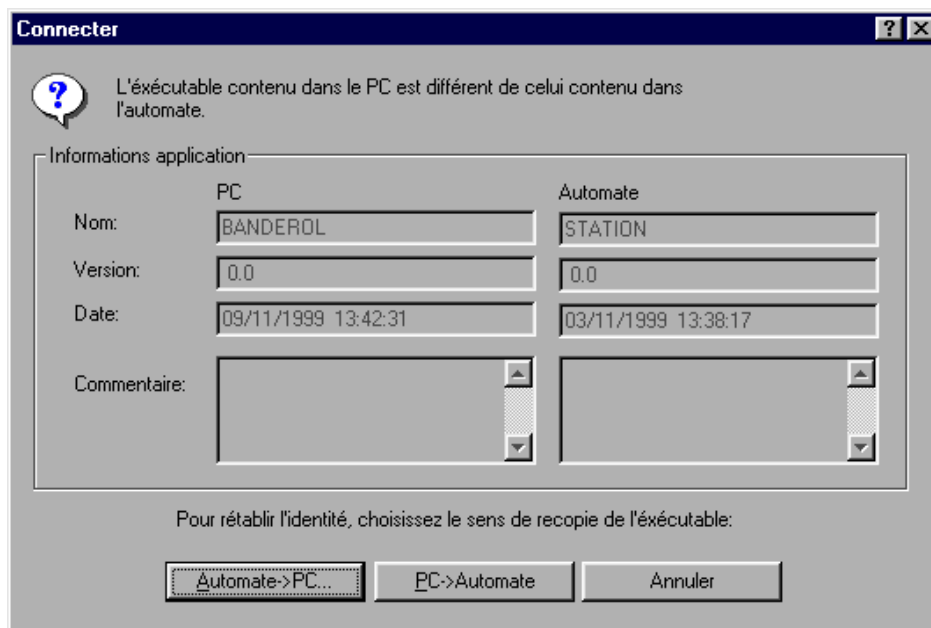 Connecter
L'éxécutable contenu dans le PC est différent de celui contenu dans
l'automate.
Informations application
PC Automate
Nom: BANDEROL STATION
Version: 0.0 0.0
Date: 09/11/1999 13:42:31 03/11/1999 13:38:17
Commentaire:
Pour rétablir l'identité, choisissez le sens de recopie de l'éxécutable:
Automate->PC... PC->Automate Annuler